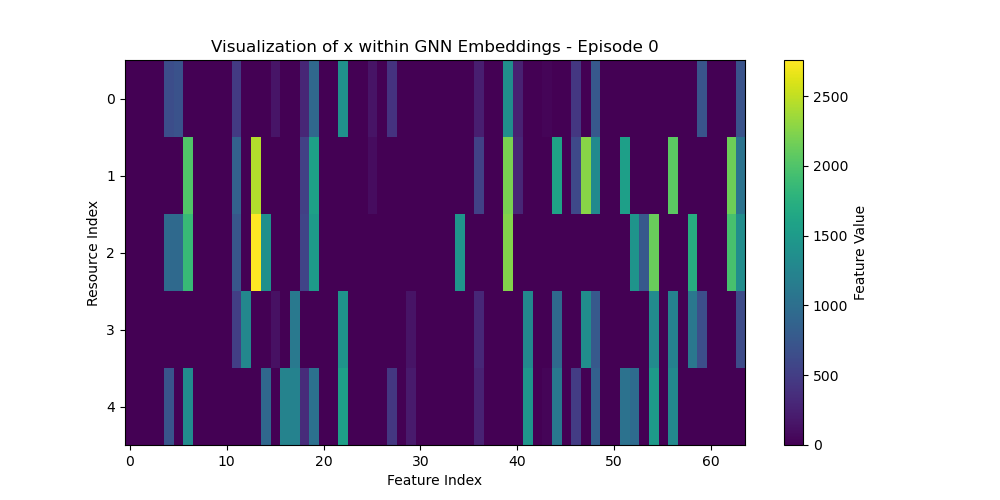 Visualization of x within GNN Embeddings - Episode 0
Resource Index
0
1
2
3
4
0 10 20 30 40 50 60
Feature Index
2500
2000
1500
1000
500
0
Feature Value